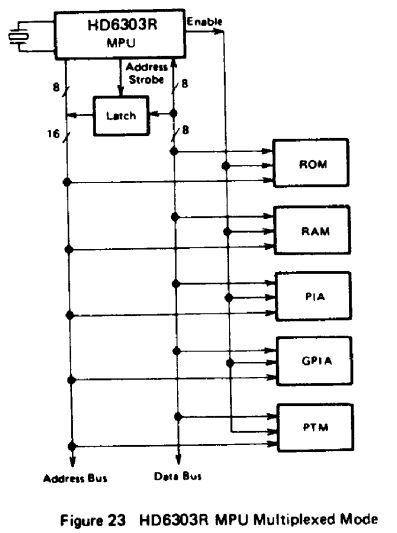 HD6303R
MPU
Enable
Address
Strobe
8
8
Latch
16
8
ROM
RAM
PIA
GPIA
PTM
Address Bus
Data Bus
Figure 23 HD6303R MPU Multiplexed Mode